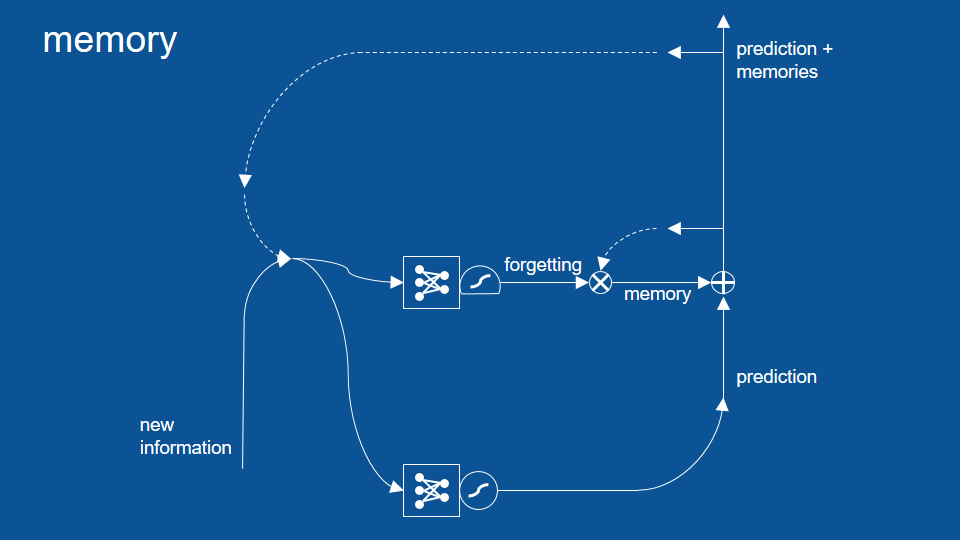 memory
prediction +
memories
forgetting
memory
prediction
new
information